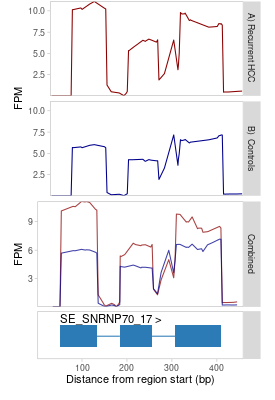 10.0
7.5
5.0
2.5
A) Recurrent HCC
FPM
10.0
7.5
5.0
2.5
B): Controls
9
6
3
FPM
Combined
SE_SNRNP70_17 >
100
200
300
400
Distance from region start (bp)